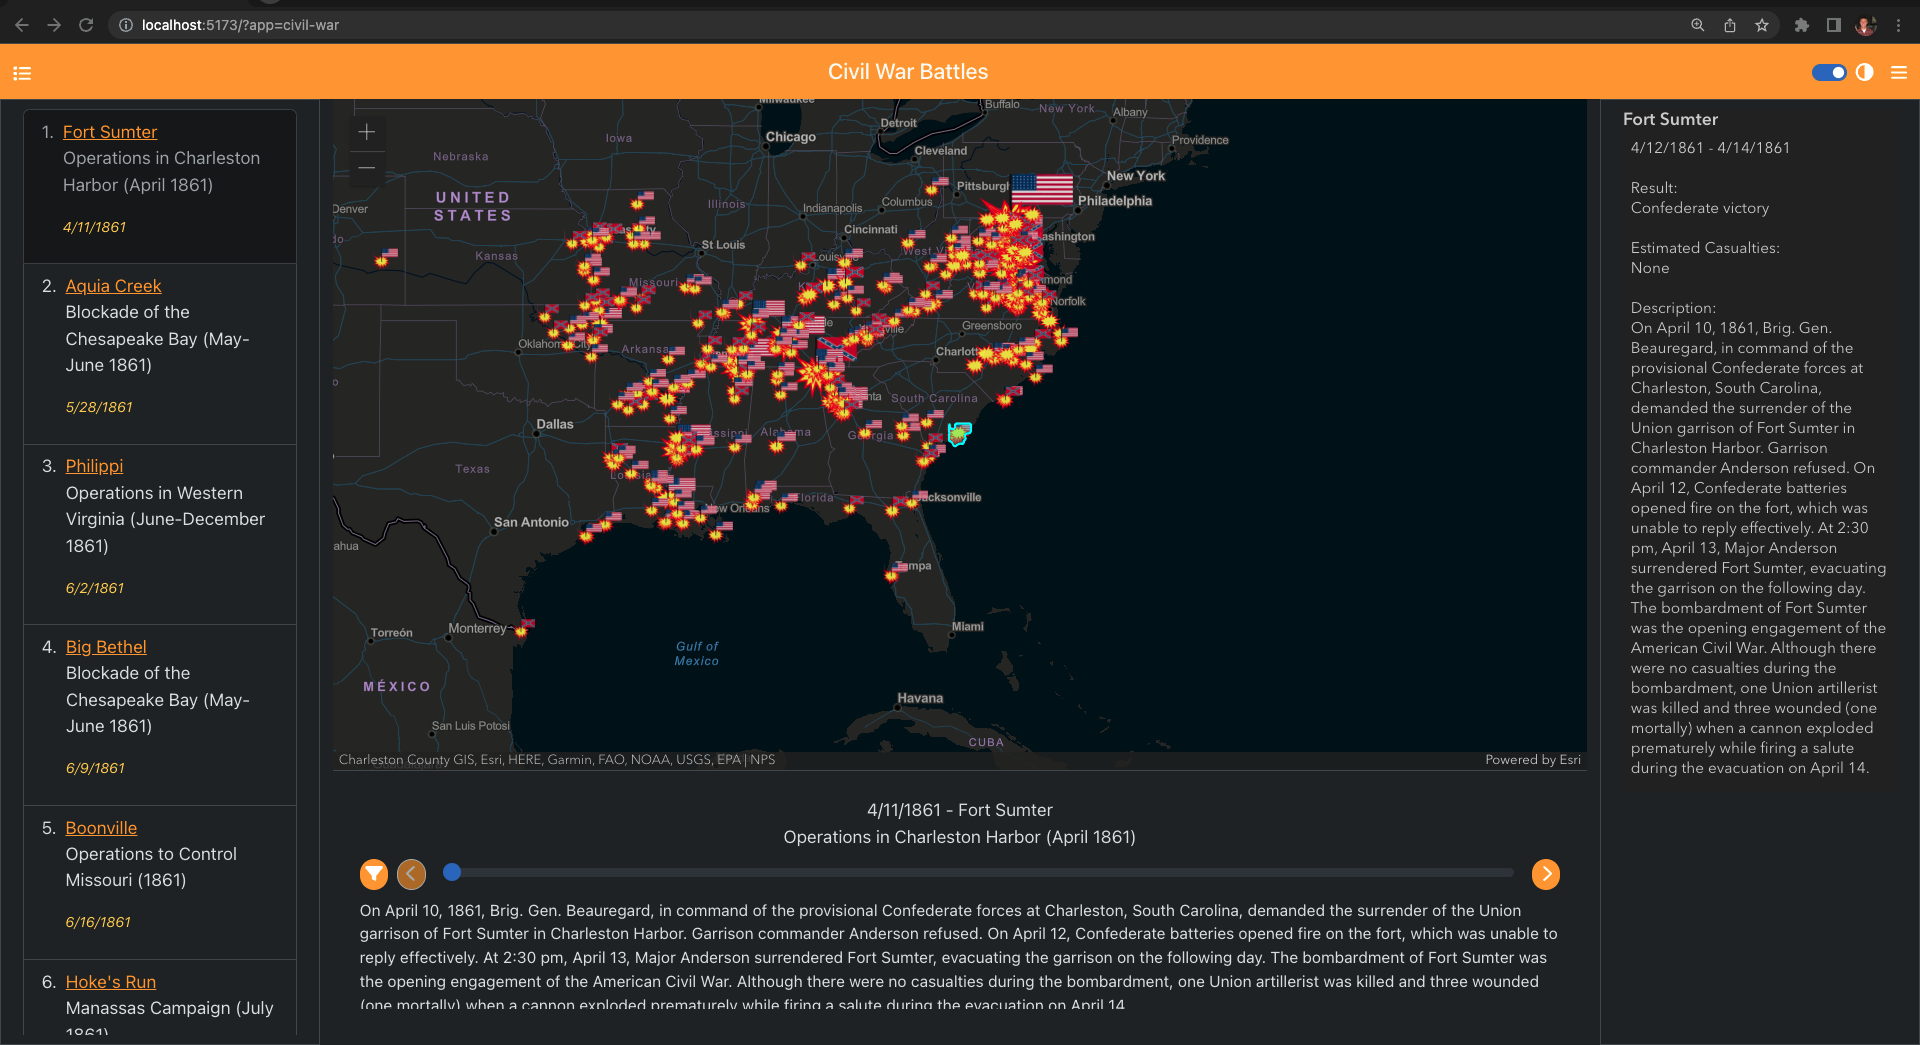 localhost:5173/?app=civil-war
Civil War Battles
1. Fort Sumter
Operations in Charleston
Harbor (April 1861)
4/11/1861
2. Aquia Creek
Blockade of the
Chesapeake Bay (May-
June 1861)
5/28/1861
3. Philippi
Operations in Western
Virginia (June-December
1861)
6/2/1861
4. Big Bethel
Blockade of the
Chesapeake Bay (May-
June 1861)
6/9/1861
5. Boonville
Operations to Control
Missouri (1861)
6/16/1861
6. Hoke's Run
Manassas Campaign (July
1861)
+
−
Milwaukee
Buffalo
New York
Albany
Detroit
Chicago
Iowa
Cleveland
Providence
Nebraska
Pittsburgh
New York
UNITED
STATES
Illinois
Indianapolis
Columbus
Philadelphia
Denver
Cincinnati
ashington
St Louis
Kansas
West Vi
Louisv
Missouri
mond
Norfolk
Greensboro
Oklahom City
Arkansa
Charlott
nta
South Carolina
Dallas
ssippi
Alabama
Georgia
Texas
Louisi
Florida
cksonville
New Orleans
San Antonio
ahua
Tampa
Miami
Torreón
Monterrey
Gulf of
Mexico
MÉXICO
Havana
San Luis Potosi
CUBA
Charleston County GIS, Esri, HERE, Garmin, FAO, NOAA, USGS, EPA | NPS
Powered by Esri
4/11/1861 - Fort Sumter
Operations in Charleston Harbor (April 1861)
On April 10, 1861, Brig. Gen. Beauregard, in command of the provisional Confederate forces at Charleston, South Carolina, demanded the surrender of the Union
garrison of Fort Sumter in Charleston Harbor. Garrison commander Anderson refused. On April 12, Confederate batteries opened fire on the fort, which was unable to
reply effectively. At 2:30 pm, April 13, Major Anderson surrendered Fort Sumter, evacuating the garrison on the following day. The bombardment of Fort Sumter was
the opening engagement of the American Civil War. Although there were no casualties during the bombardment, one Union artillerist was killed and three wounded
(one mortally) when a cannon exploded prematurely while firing a salute during the evacuation on April 14.
Fort Sumter
4/12/1861 - 4/14/1861
Result:
Confederate victory
Estimated Casualties:
None
Description:
On April 10, 1861, Brig. Gen.
Beauregard, in command of the
provisional Confederate forces at
Charleston, South Carolina,
demanded the surrender of the
Union garrison of Fort Sumter in
Charleston Harbor. Garrison
commander Anderson refused. On
April 12, Confederate batteries
opened fire on the fort, which was
unable to reply effectively. At 2:30
pm, April 13, Major Anderson
surrendered Fort Sumter, evacuating
the garrison on the following day.
The bombardment of Fort Sumter
was the opening engagement of the
American Civil War. Although there
were no casualties during the
bombardment, one Union artillerist
was killed and three wounded (one
mortally) when a cannon exploded
prematurely while firing a salute
during the evacuation on April 14.